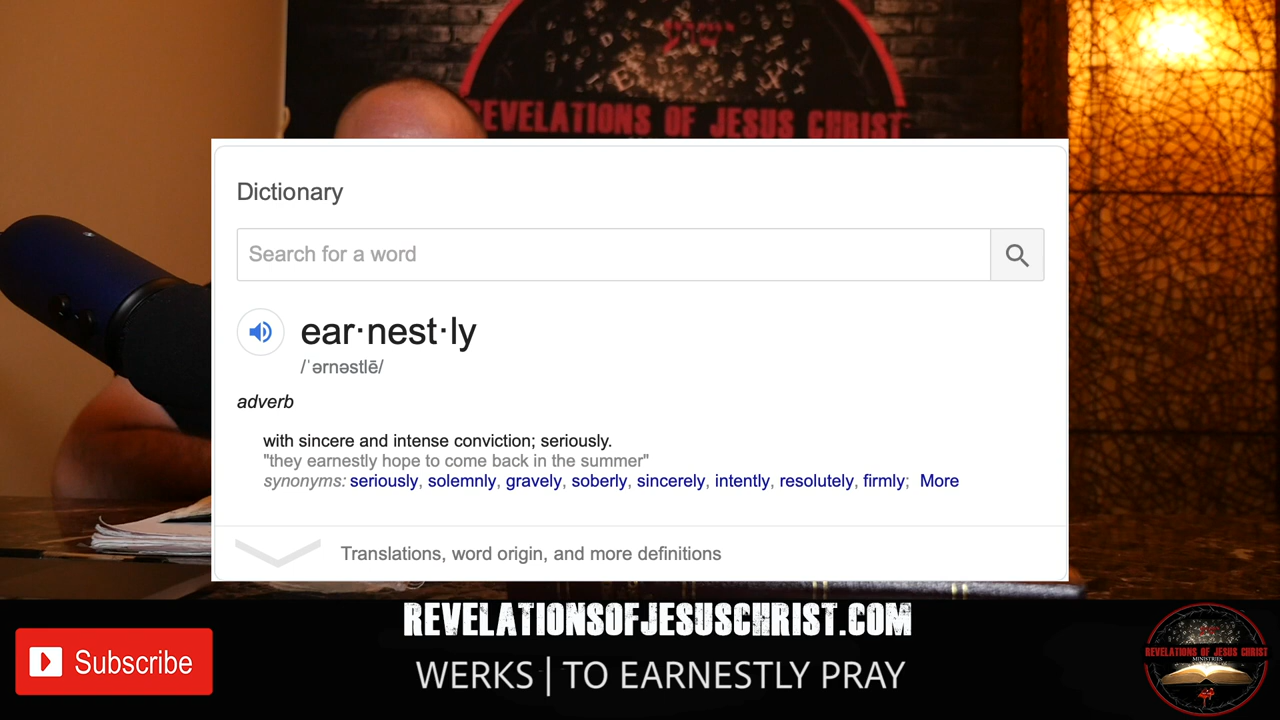 REVELATIONS OF JESUS CHRIST
Dictionary
Search for a word
ear·nest·ly
/ˈərnəstlē/
adverb
with sincere and intense conviction; seriously.
"they earnestly hope to come back in the summer"
synonyms: seriously, solemnly, gravely, soberly, sincerely, intently, resolutely, firmly; More
Translations, word origin, and more definitions
REVELATIONSOFJESUSCHRIST.COM
Subscribe
WERKS | TO EARNESTLY PRAY
REVELATIONS OF JESUS CHRIST
MINISTRIES